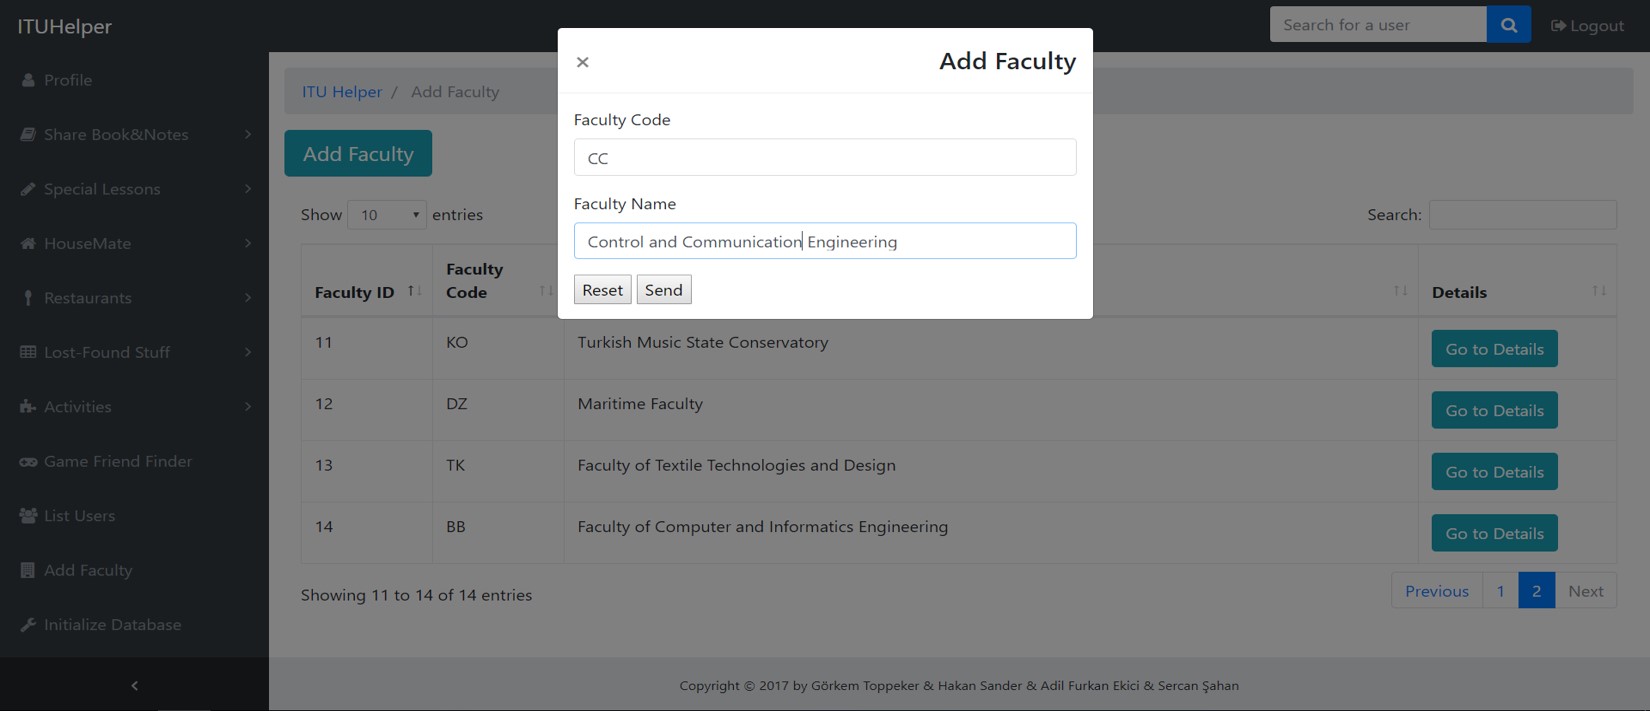 ITUHelper
Search for a user
Logout
Profile
Share Book&Notes
Special Lessons
HouseMate
Restaurants
Lost-Found Stuff
Activities
Game Friend Finder
List Users
Add Faculty
Initialize Database
ITU Helper / Add Faculty
Add Faculty
Show 10 entries
Search:
× Add Faculty
Faculty Code
CC
Faculty Name
Control and Communication Engineering
Reset Send
Faculty ID Faculty Code Details
11 KO Turkish Music State Conservatory Go to Details
12 DZ Maritime Faculty Go to Details
13 TK Faculty of Textile Technologies and Design Go to Details
14 BB Faculty of Computer and Informatics Engineering Go to Details
Showing 11 to 14 of 14 entries
Previous 1 2 Next
Copyright © 2017 by Görkem Toppeker & Hakan Sander & Adil Furkan Ekici & Sercan Şahan